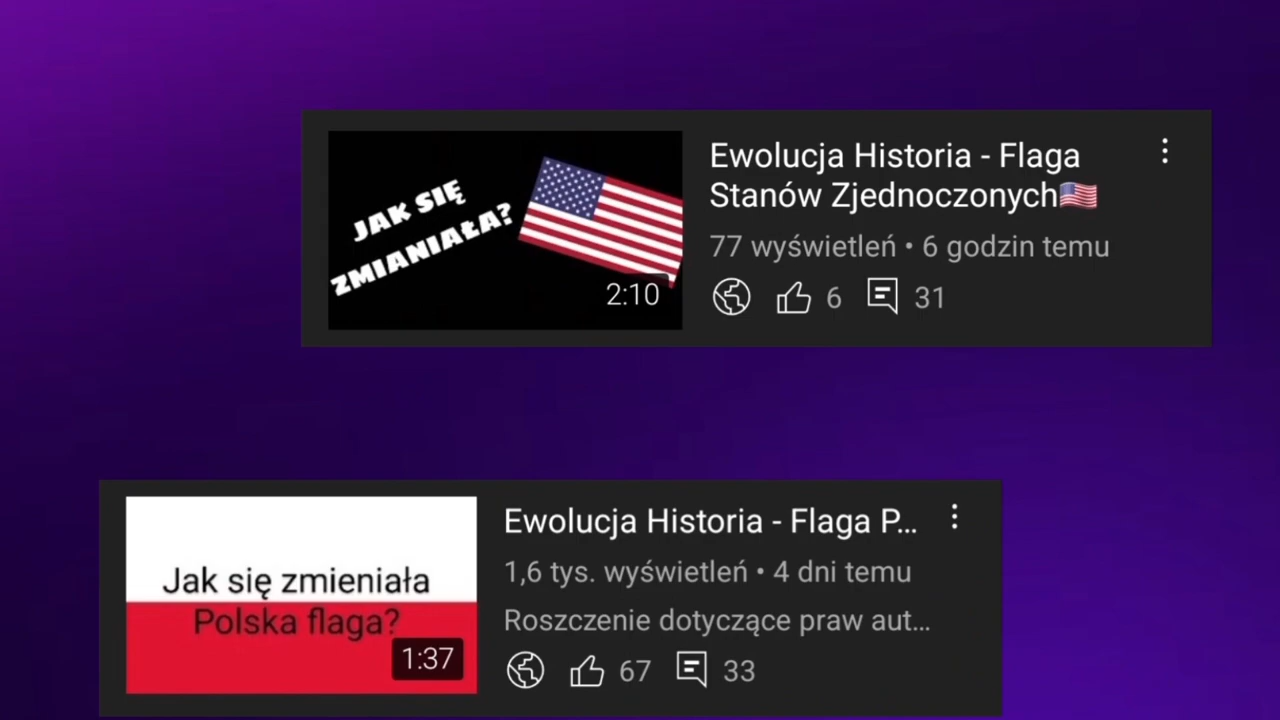 JAK SIĘ
ZMIANIAŁA?
2:10
Ewolucja Historia - Flaga
Stanów Zjednoczonych🇺🇸
77 wyświetleń • 6 godzin temu
6 31
Jak się zmieniała
Polska flaga?
1:37
Ewolucja Historia - Flaga P...
1,6 tys. wyświetleń • 4 dni temu
Roszczenie dotyczące praw aut...
67 33